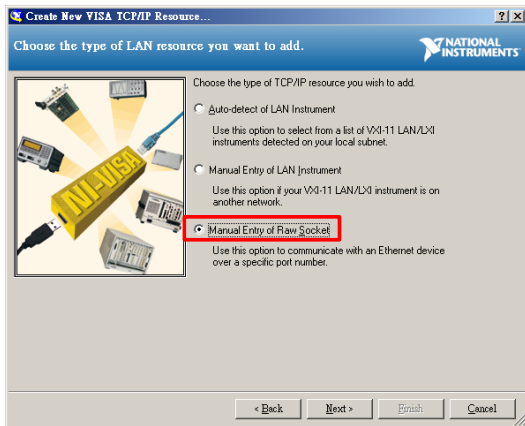 Create New VISA TCP/IP Resource...
Choose the type of LAN resource you want to add.
NATIONAL
INSTRUMENTS
NI-VISA
Choose the type of TCP/IP resource you wish to add.
Auto-detect of LAN Instrument
Use this option to select from a list of VXI-11 LAN/LXI
instruments detected on your local subnet.
Manual Entry of LAN Instrument
Use this option if your VXI-11 LAN/LXI instrument is on
another network.
Manual Entry of Raw Socket
Use this option to communicate with an Ethernet device
over a specific port number.
< Back
Next >
Finish
Cancel